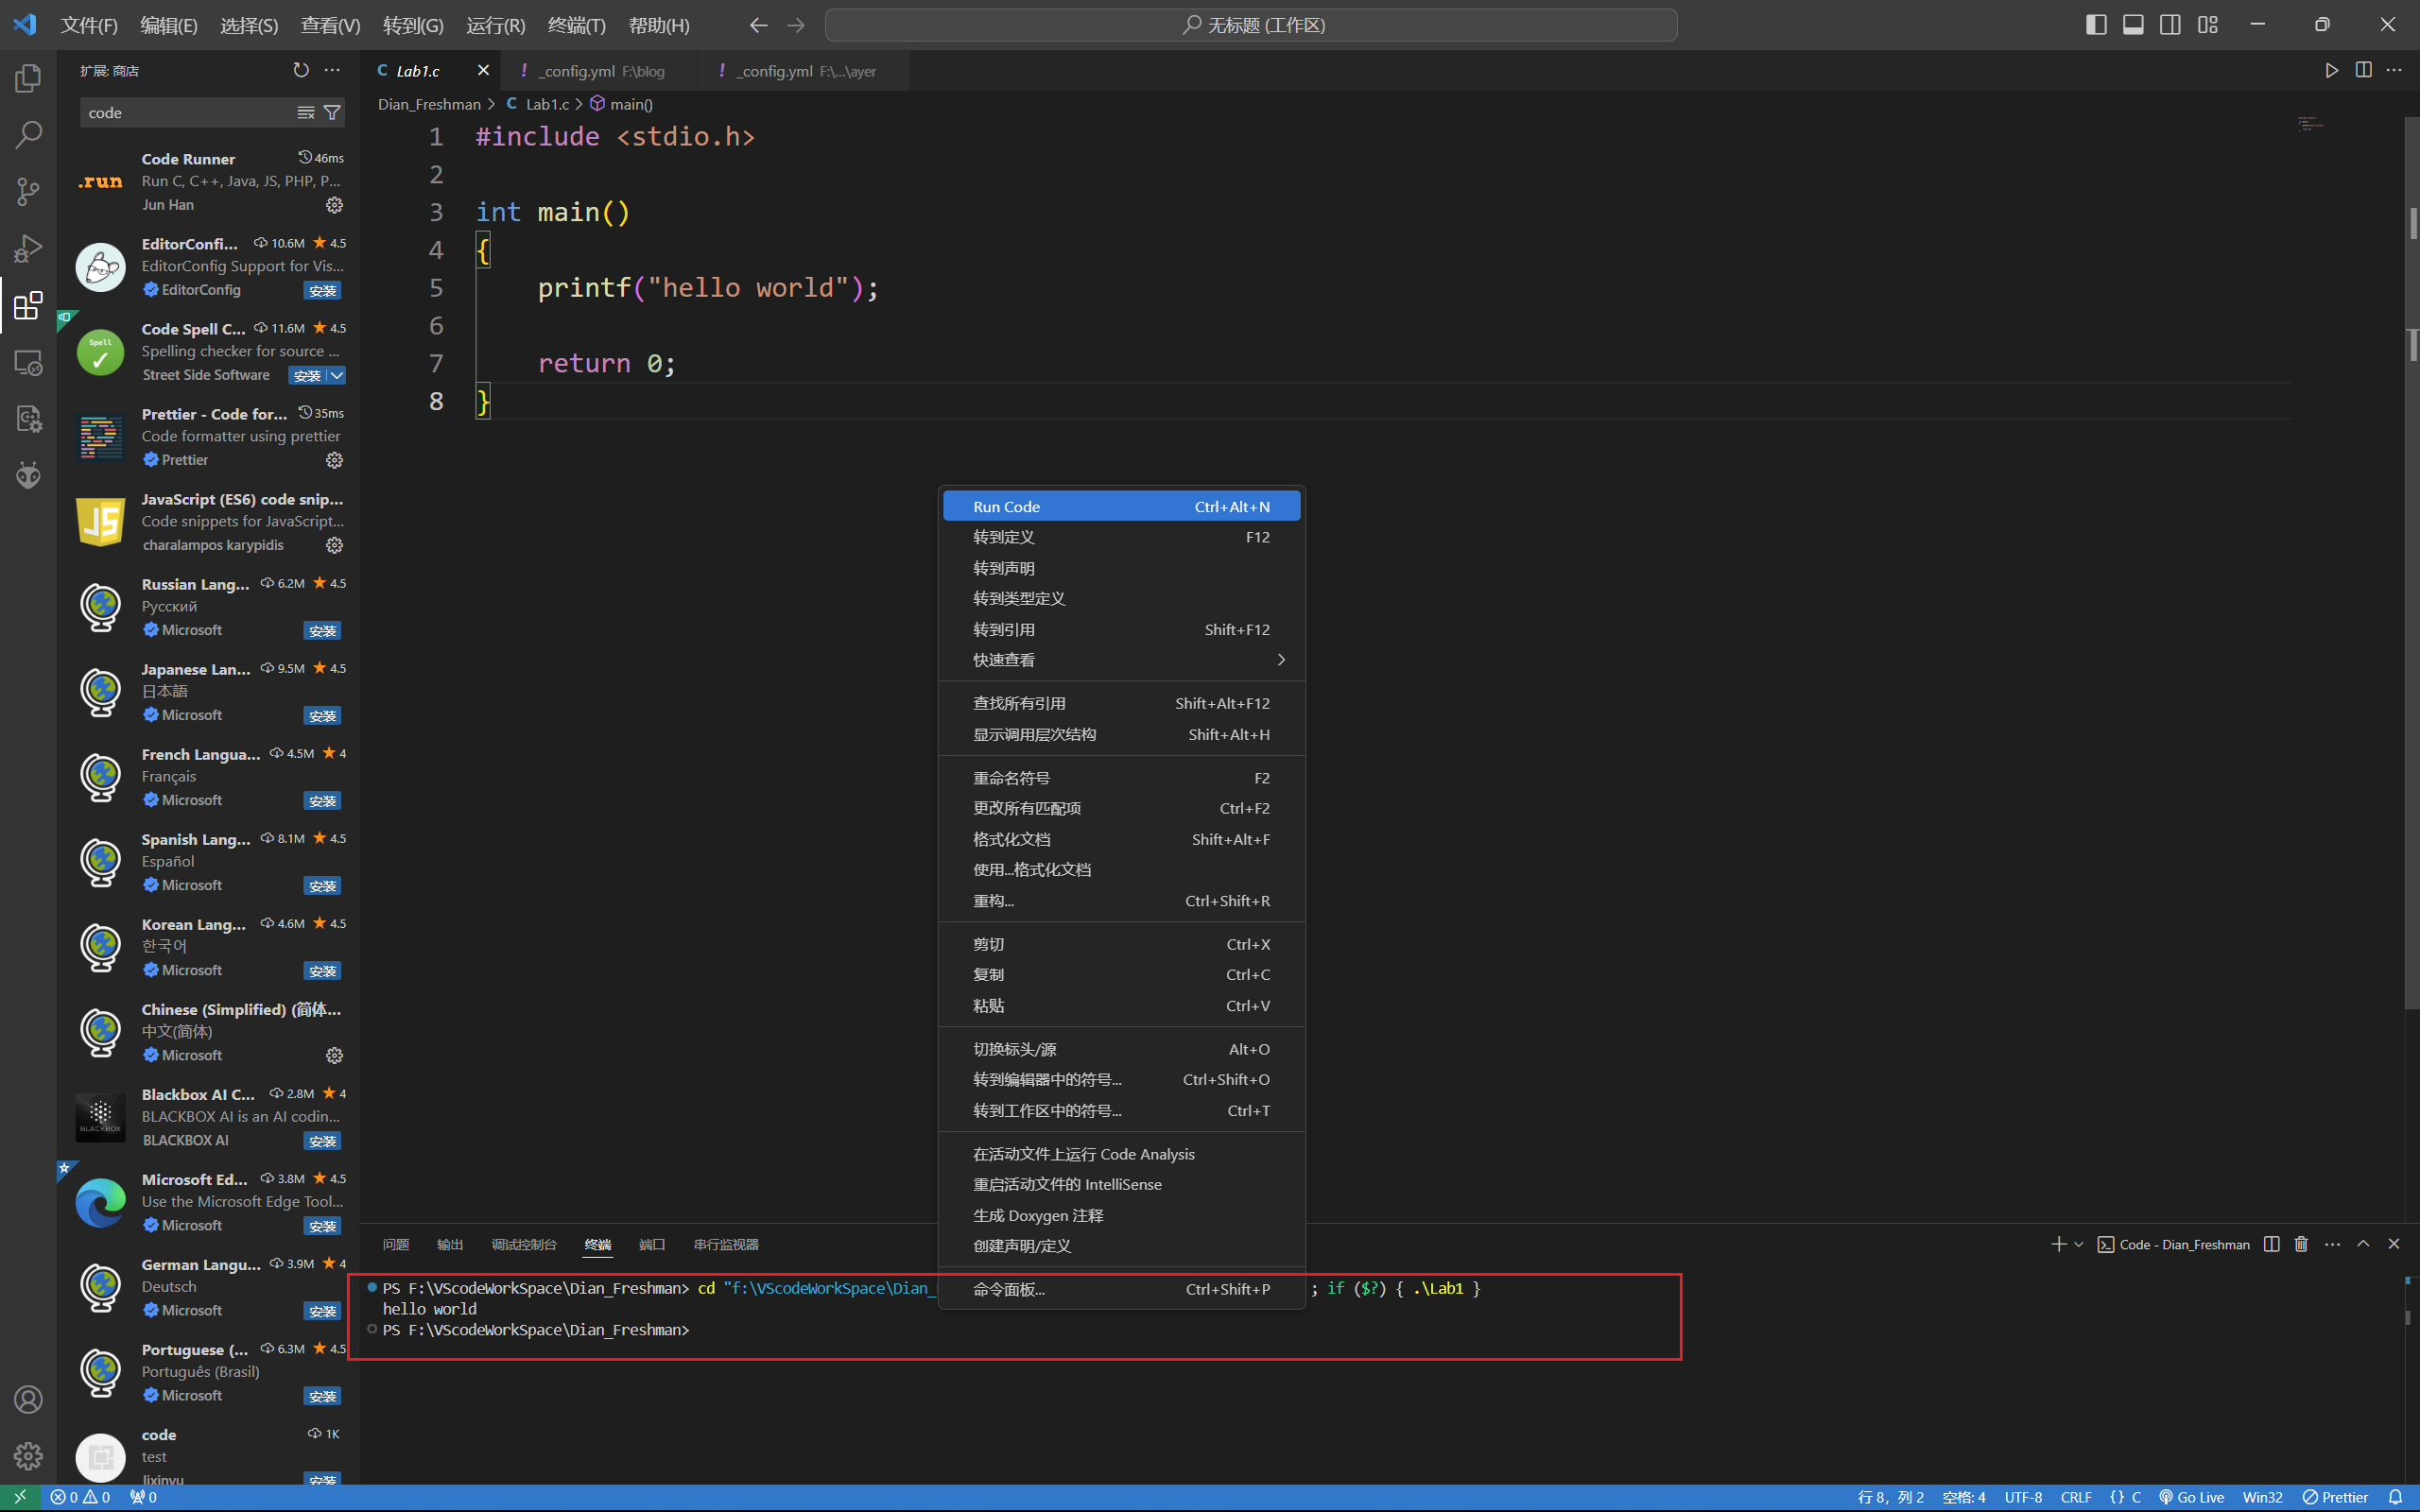 文件(F) 编辑(E) 选择(S) 查看(V) 转到(G) 运行(R) 终端(T) 帮助(H) 无标题 (工作区)
扩展: 商店
code
Code Runner 46ms
Run C, C++, Java, JS, PHP, P...
Jun Han
EditorConfi... 10.6M 4.5
EditorConfig Support for Vis...
EditorConfig 安装
Code Spell C... 11.6M 4.5
Spelling checker for source ...
Street Side Software 安装
Prettier - Code for... 35ms
Code formatter using prettier
Prettier
JavaScript (ES6) code snip...
Code snippets for JavaScript...
charalampos karypidis
Russian Lang... 6.2M 4.5
Русский
Microsoft 安装
Japanese Lan... 9.5M 4.5
日本語
Microsoft 安装
French Langua... 4.5M 4
Français
Microsoft 安装
Spanish Lang... 8.1M 4.5
Español
Microsoft 安装
Korean Lang... 4.6M 4.5
한국어
Microsoft 安装
Chinese (Simplified) (简体...
中文(简体)
Microsoft
Blackbox AI C... 2.8M 4
BLACKBOX AI is an AI codin...
BLACKBOX AI 安装
Microsoft Ed... 3.8M 4.5
Use the Microsoft Edge Tool...
Microsoft 安装
German Langu... 3.9M 4
Deutsch
Microsoft 安装
Portuguese (... 6.3M 4.5
Português (Brasil)
Microsoft 安装
code 1K
test
lixinyu 安装
.run
Spell
JS
BLACKBOX
C Lab1.c ! _config.yml F:\blog ! _config.yml F:\...\ayer
Dian_Freshman > C Lab1.c > main()
1 #include <stdio.h>
2
3 int main()
4 {
5 printf("hello world");
6
7 return 0;
8 }
Run Code Ctrl+Alt+N
转到定义 F12
转到声明
转到类型定义
转到引用 Shift+F12
快速查看
查找所有引用 Shift+Alt+F12
显示调用层次结构 Shift+Alt+H
重命名符号 F2
更改所有匹配项 Ctrl+F2
格式化文档 Shift+Alt+F
使用...格式化文档
重构... Ctrl+Shift+R
剪切 Ctrl+X
复制 Ctrl+C
粘贴 Ctrl+V
切换标头/源 Alt+O
转到编辑器中的符号... Ctrl+Shift+O
转到工作区中的符号... Ctrl+T
在活动文件上运行 Code Analysis
重启活动文件的 IntelliSense
生成 Doxygen 注释
创建声明/定义
命令面板... Ctrl+Shift+P
问题 输出 调试控制台 终端 端口 串行监视器 Code - Dian_Freshman
PS F:\VScodeWorkSpace\Dian_Freshman> cd "f:\VScodeWorkSpace\Dian_ ; if ($?) { .\Lab1 }
hello world
PS F:\VScodeWorkSpace\Dian_Freshman>
0 0 0 行 8，列 2 空格: 4 UTF-8 CRLF {} C Go Live Win32 Prettier